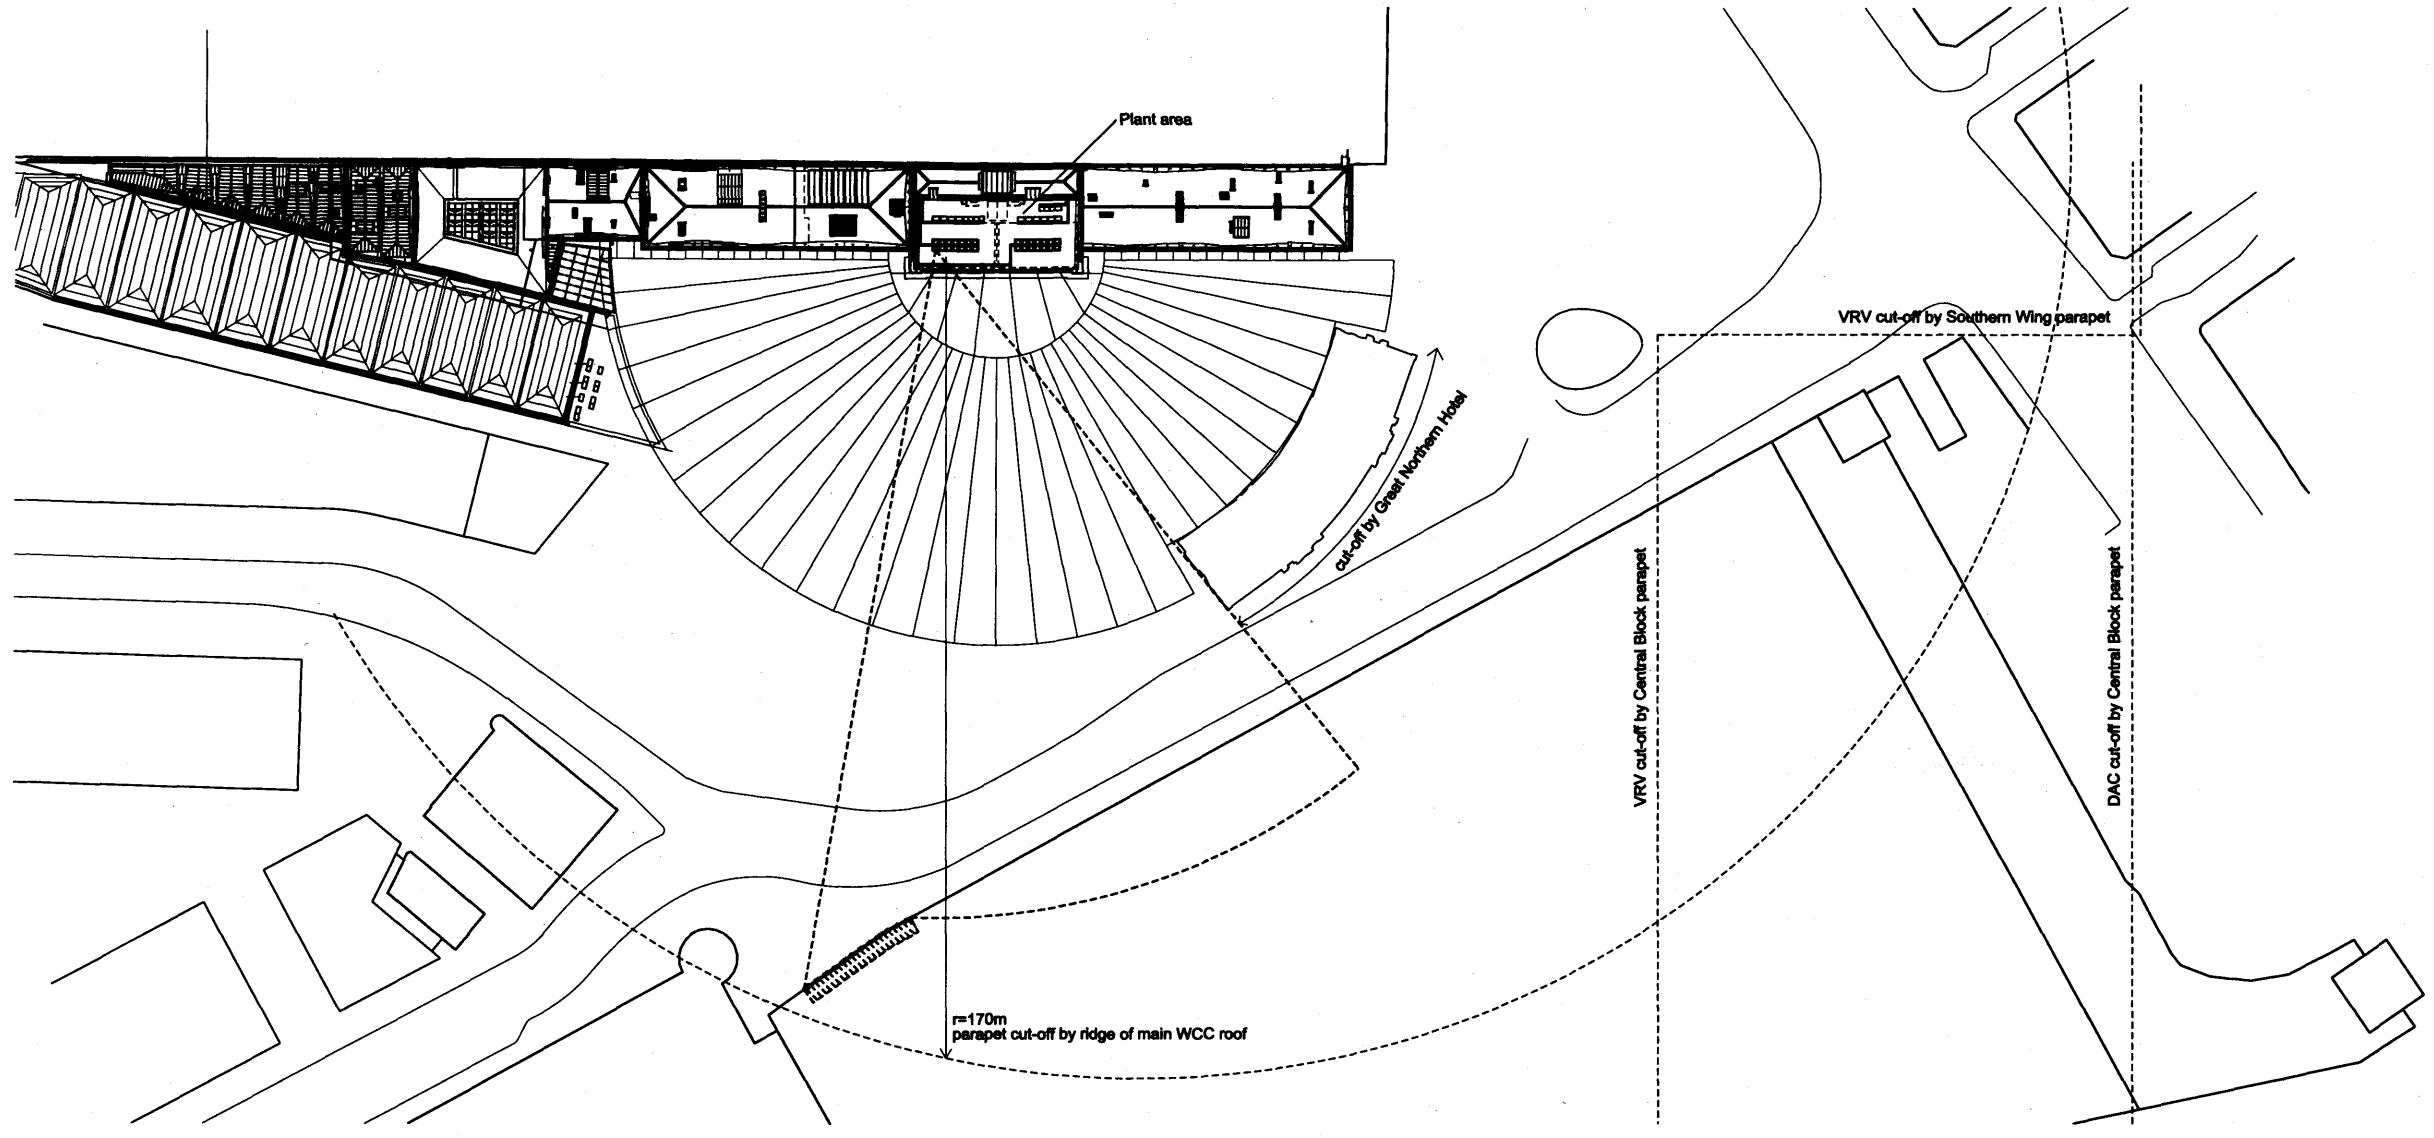 Plant area
VRV cut-off by Southern Wing parapet
cut-off by Great Northern Hotel
VRV cut-off by Central Block parapet
DAC cut-off by Central Block parapet
r=170m
parapet cut-off by ridge of main WCC roof